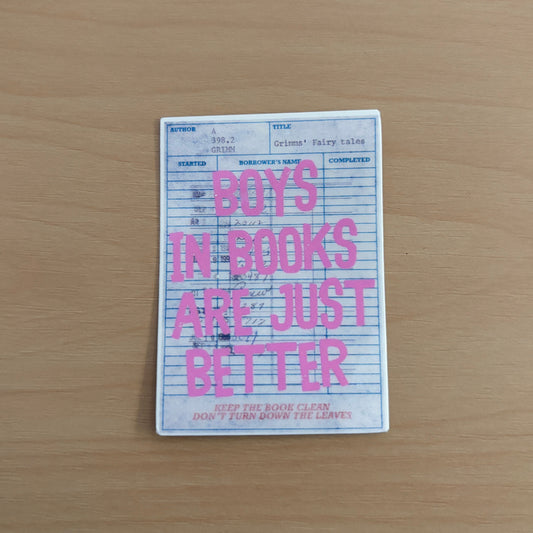 AUTHOR
A
398.2
GRIMM
TITLE
Grimms' Fairy tales
STARTED
BORROWER'S NAME
COMPLETED
BOYS
IN BOOKS
ARE JUST
BETTER
KEEP THE BOOK CLEAN
DON'T TURN DOWN THE LEAVES